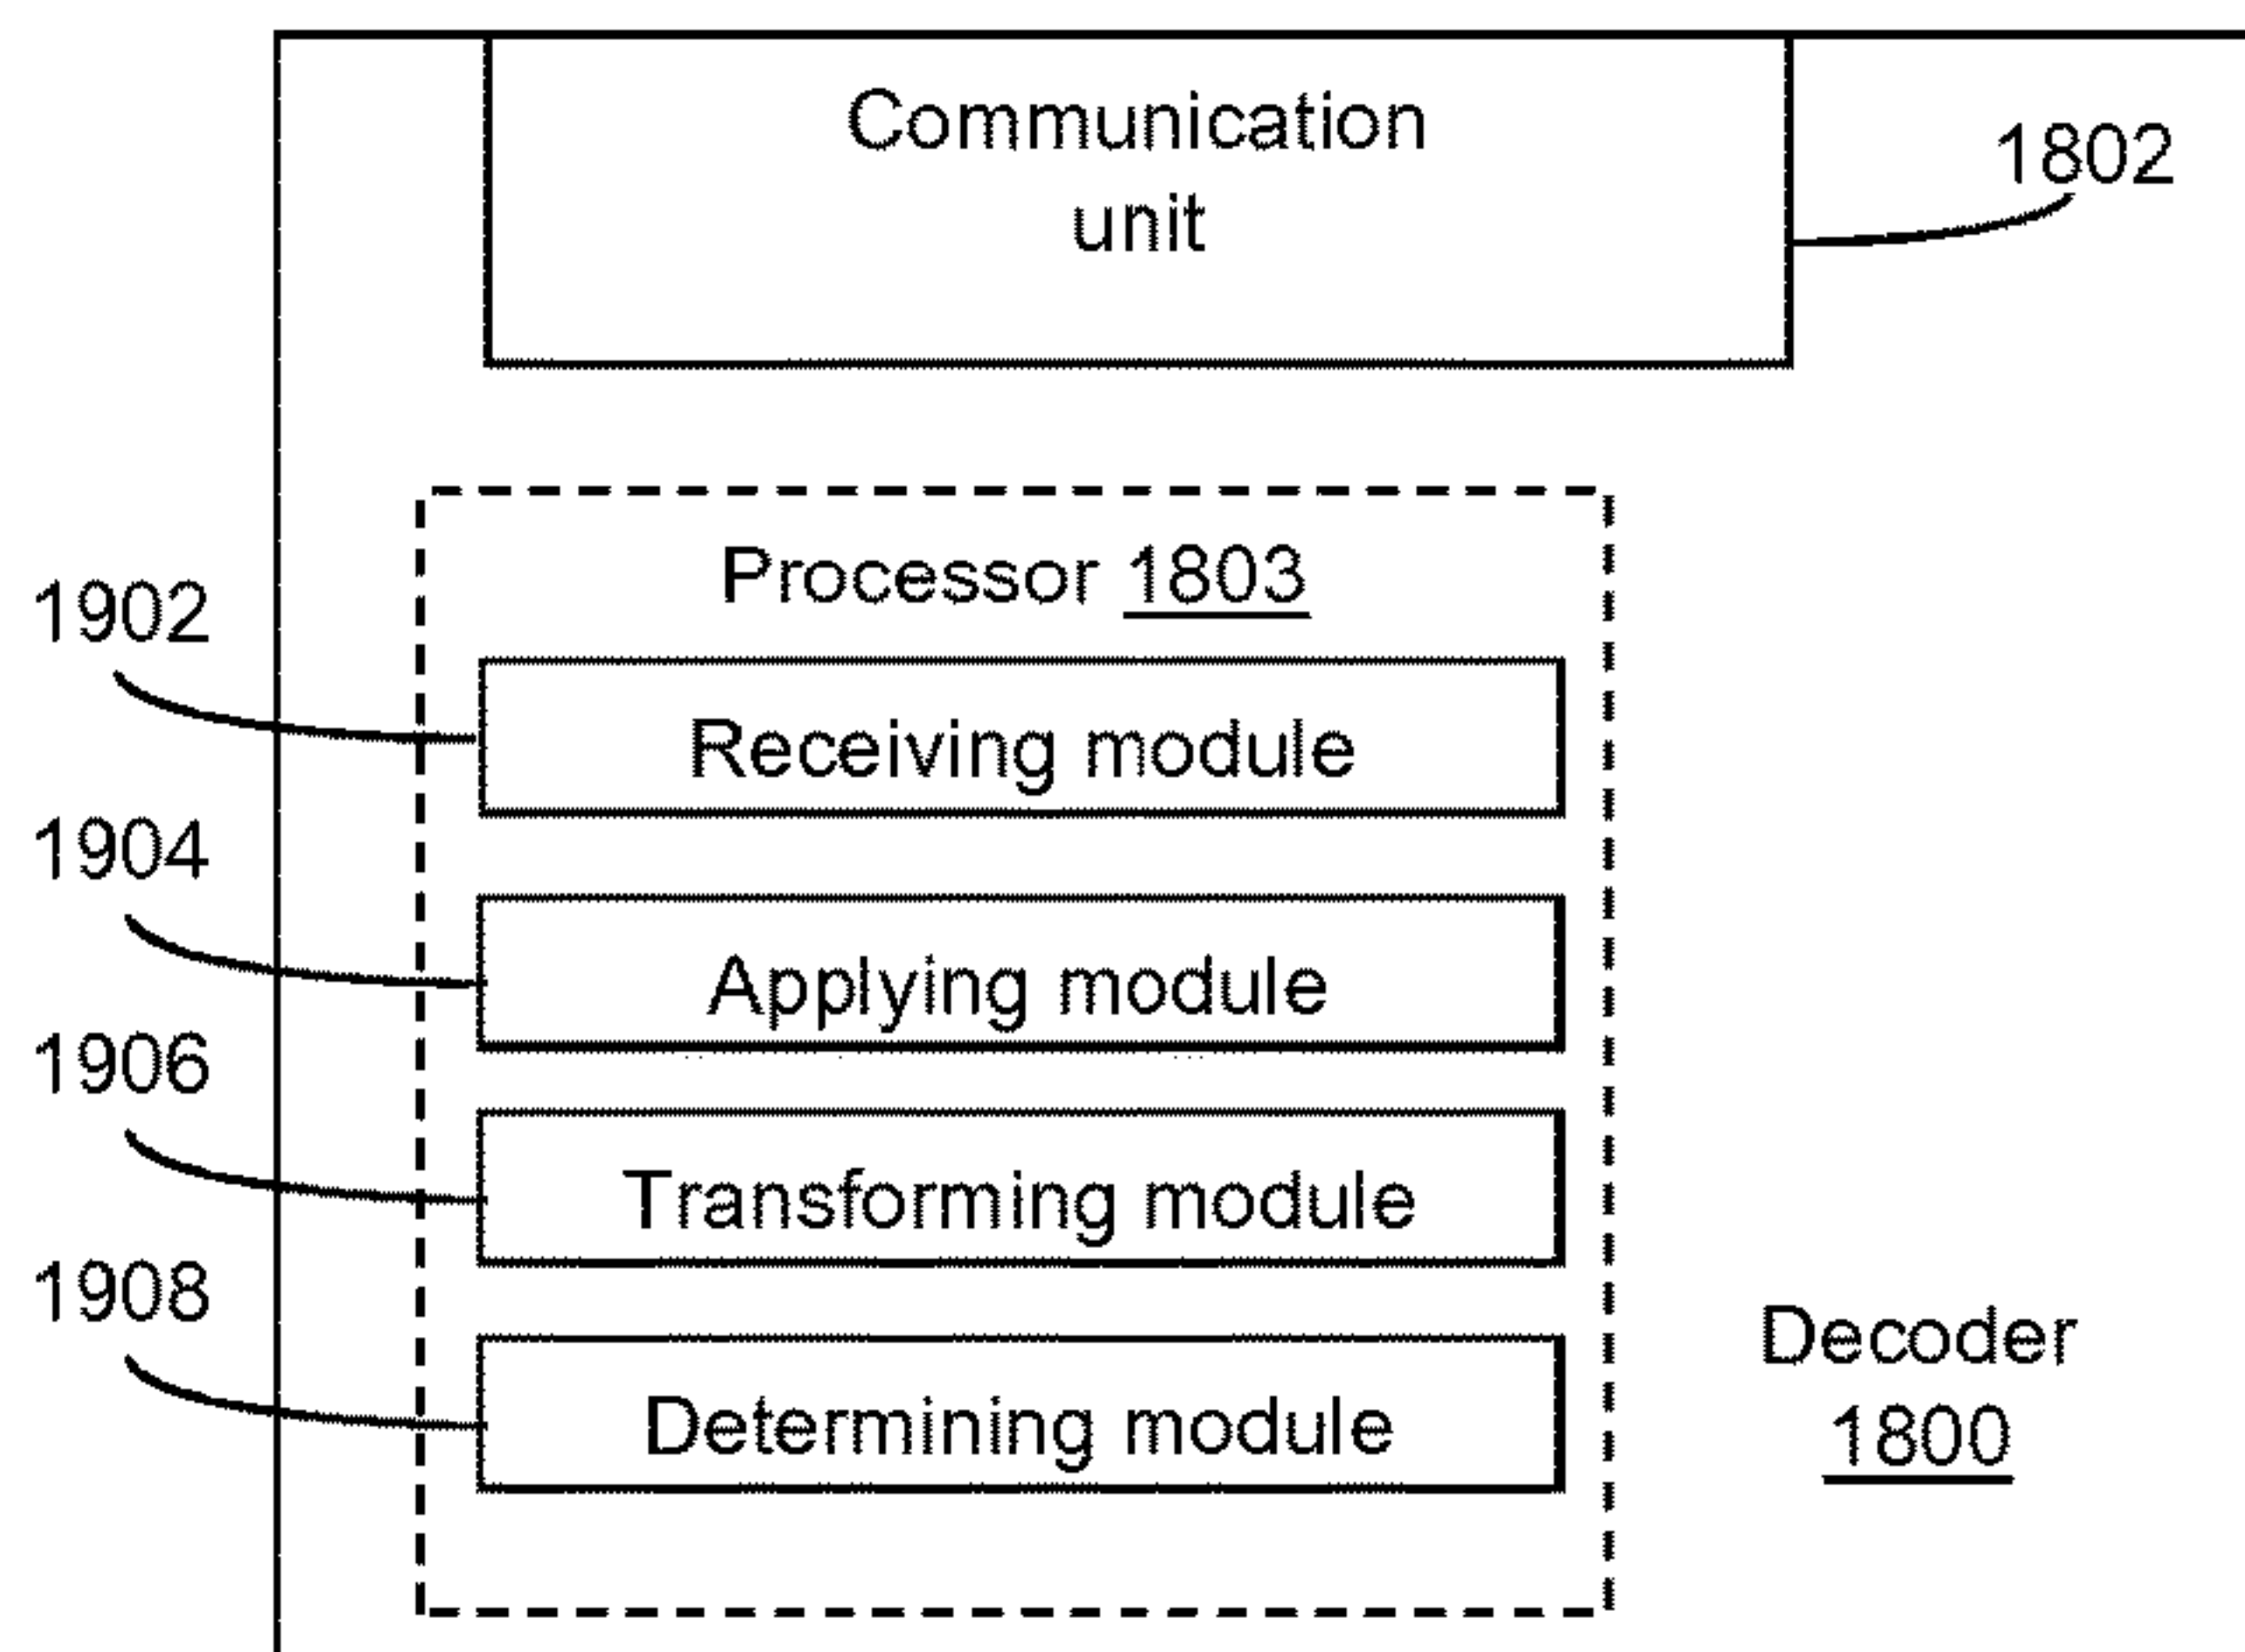 Communication
unit
1802
Processor 1803
1902
Receiving module
1904
Applying module
1906
Transforming module
1908
Determining module
Decoder
1800